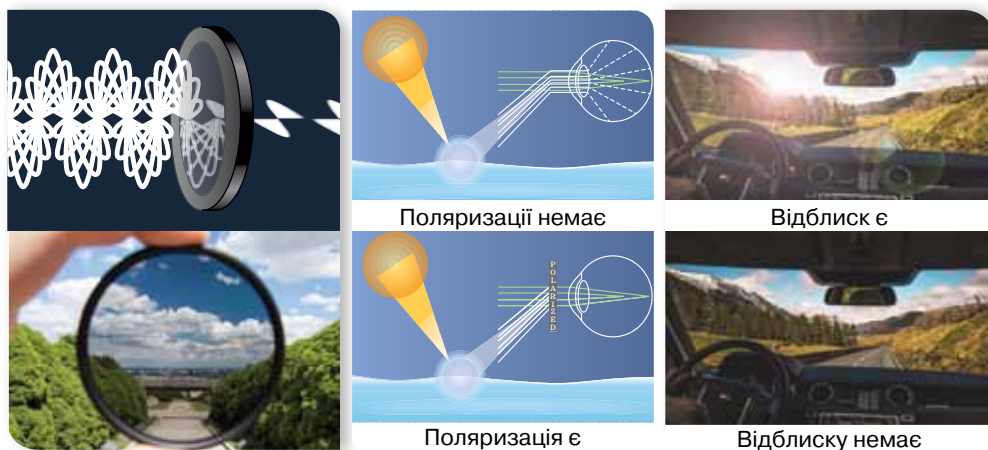 Поляризації немає
Відблиск є
POLARIZED
Поляризація є
Відблиску немає